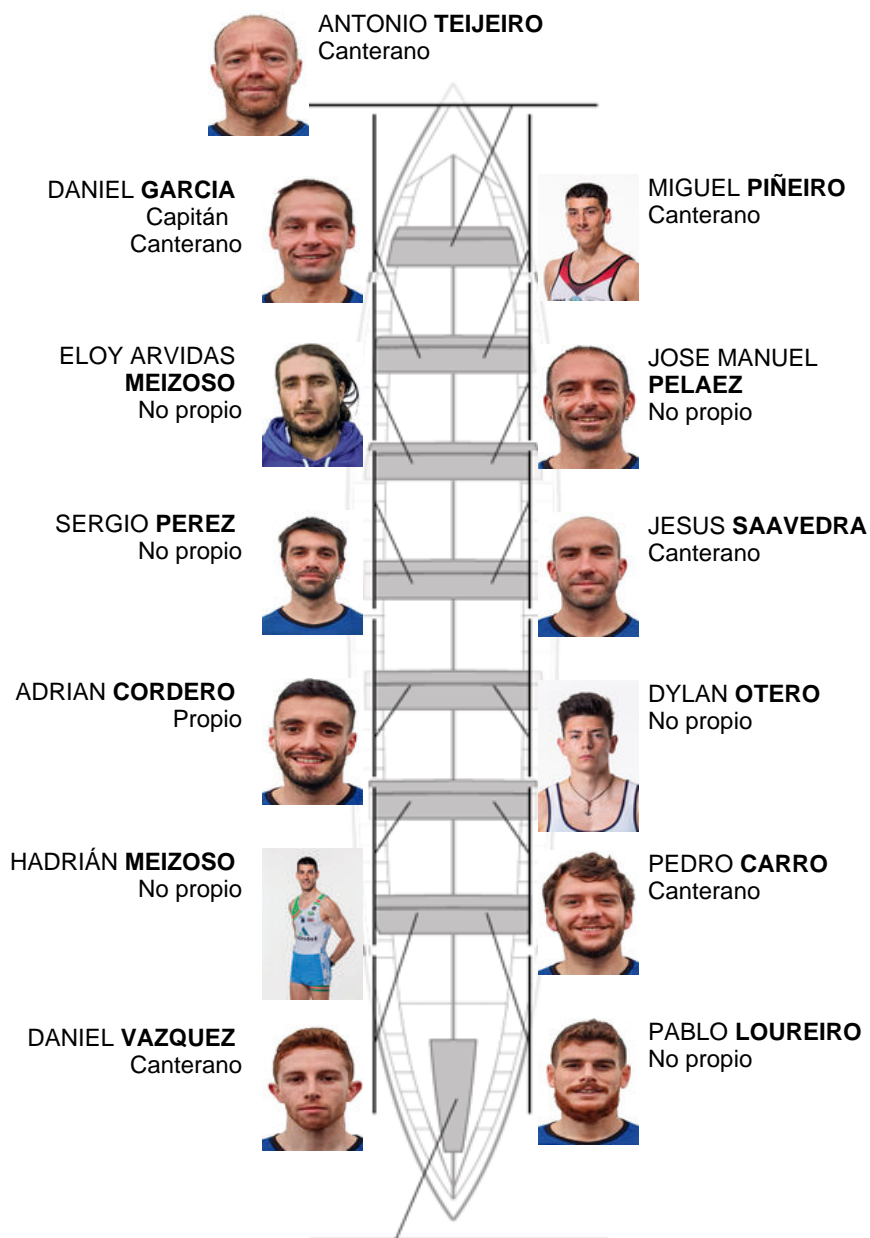 ANTONIO TEIJEIRO
Canterano
DANIEL GARCIA
Capitán
Canterano
MIGUEL PIÑEIRO
Canterano
ELOY ARVIDAS
MEIZOSO
No propio
JOSE MANUEL
PELAEZ
No propio
SERGIO PEREZ
No propio
JESUS SAAVEDRA
Canterano
ADRIAN CORDERO
Propio
DYLAN OTERO
No propio
HADRIÁN MEIZOSO
No propio
PEDRO CARRO
Canterano
DANIEL VAZQUEZ
Canterano
PABLO LOUREIRO
No propio